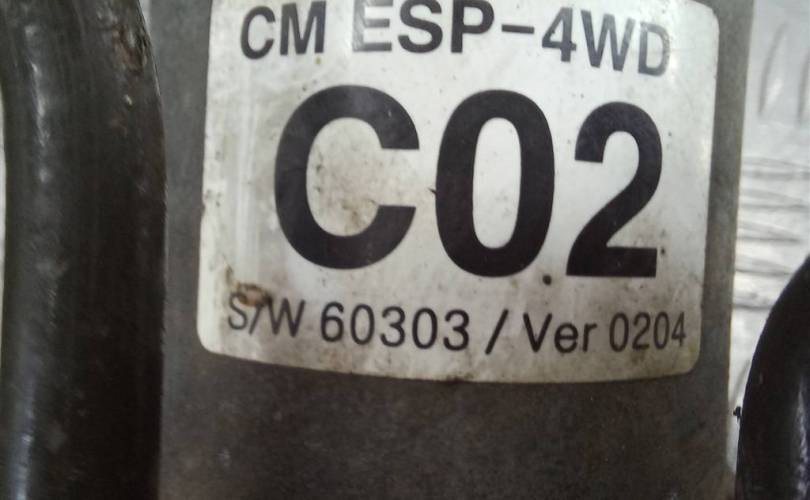 CM ESP-4WD
C02
S/W 60303 / Ver 0204